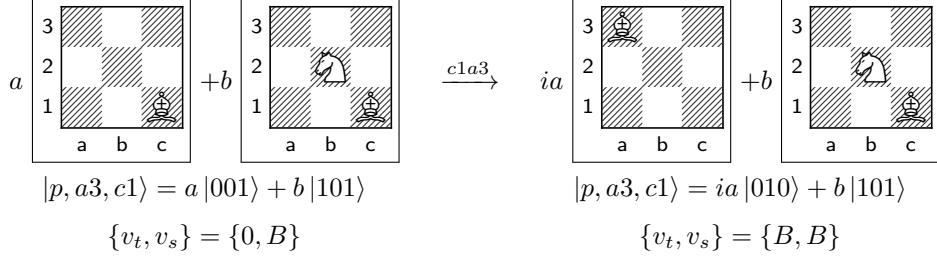 3 3 3 3
a 2 +b 2 c1a3 ia 2 +b 2
1 1 1 1
a b c a b c a b c a b c
|p, a3, c1⟩ = a |001⟩ + b |101⟩ |p, a3, c1⟩ = ia |010⟩ + b |101⟩
{v_t, v_s} = {0, B} {v_t, v_s} = {B, B}